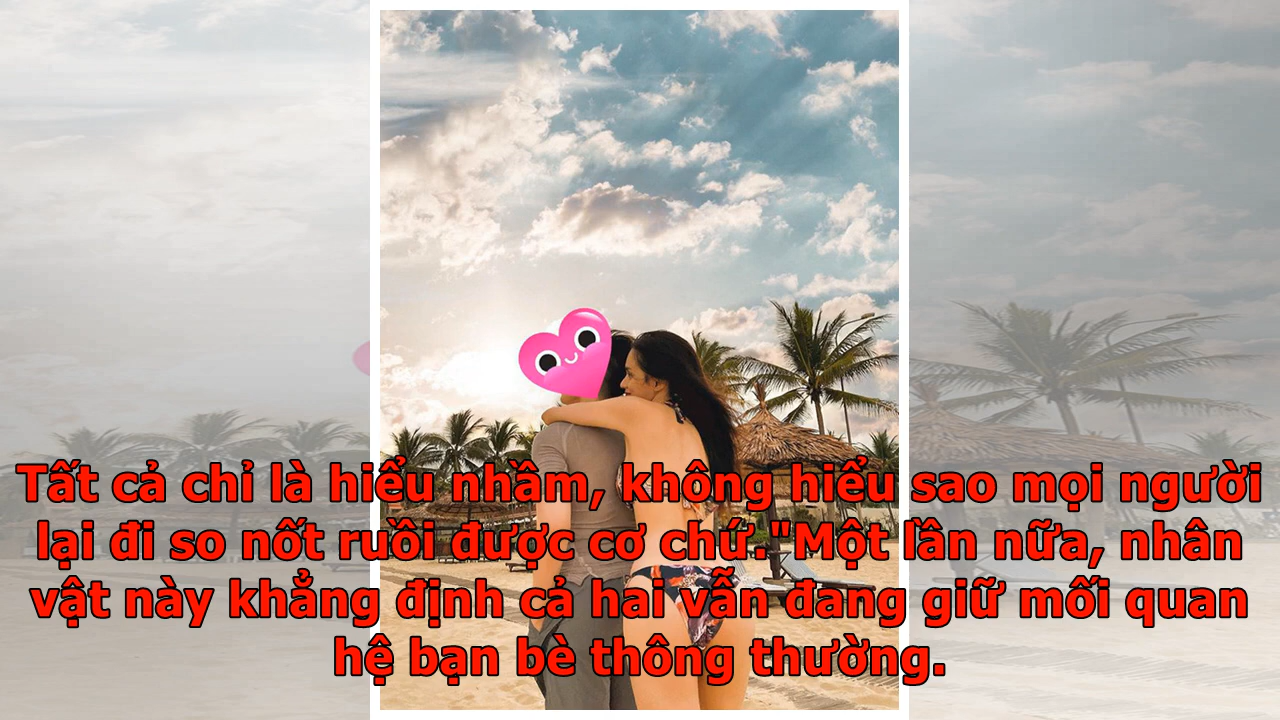 Tất cả chỉ là hiểu nhầm, không hiểu sao mọi người
lại đi so nốt ruồi được cơ chứ."Một lần nữa, nhân
vật này khẳng định cả hai vẫn đang giữ mối quan
hệ bạn bè thông thường.